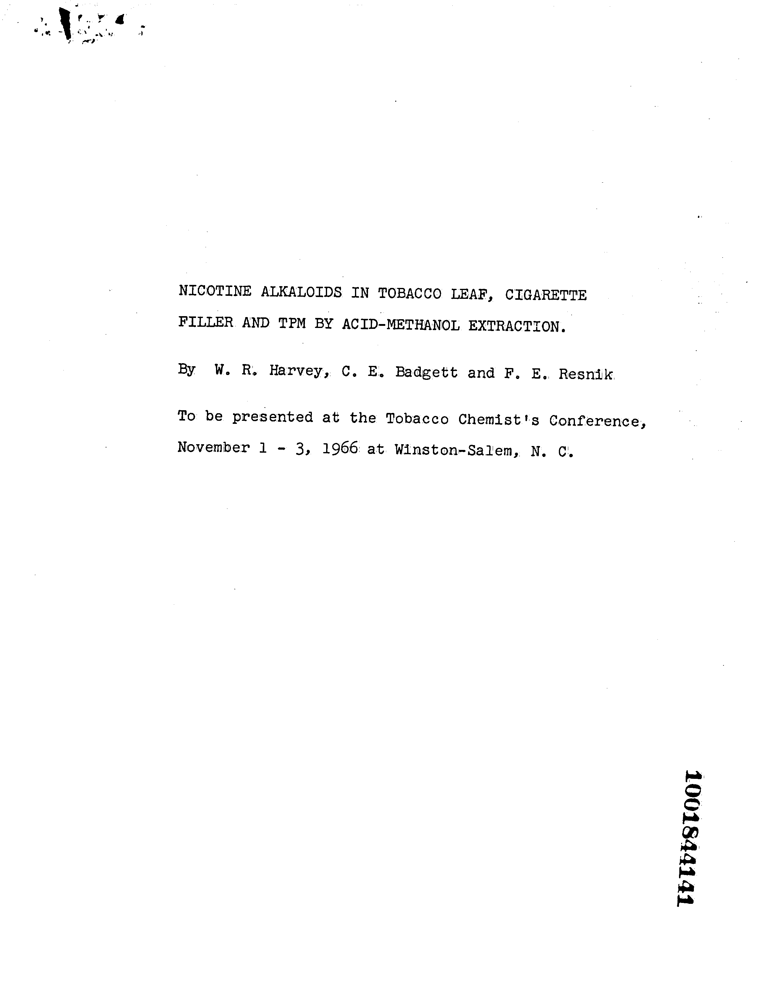 NICOTINE ALKALOIDS IN TOBACCO LEAF, CIGARETTE
FILLER AND TPM BY ACID-METHANOL EXTRACTION.
By W. R. Harvey, C. E. Badgett and F. E. Resnik
To be presented at the Tobacco Chemist's Conference,
November 1 - 3, 1966 at Winston-Salem, N. C.
1001844141